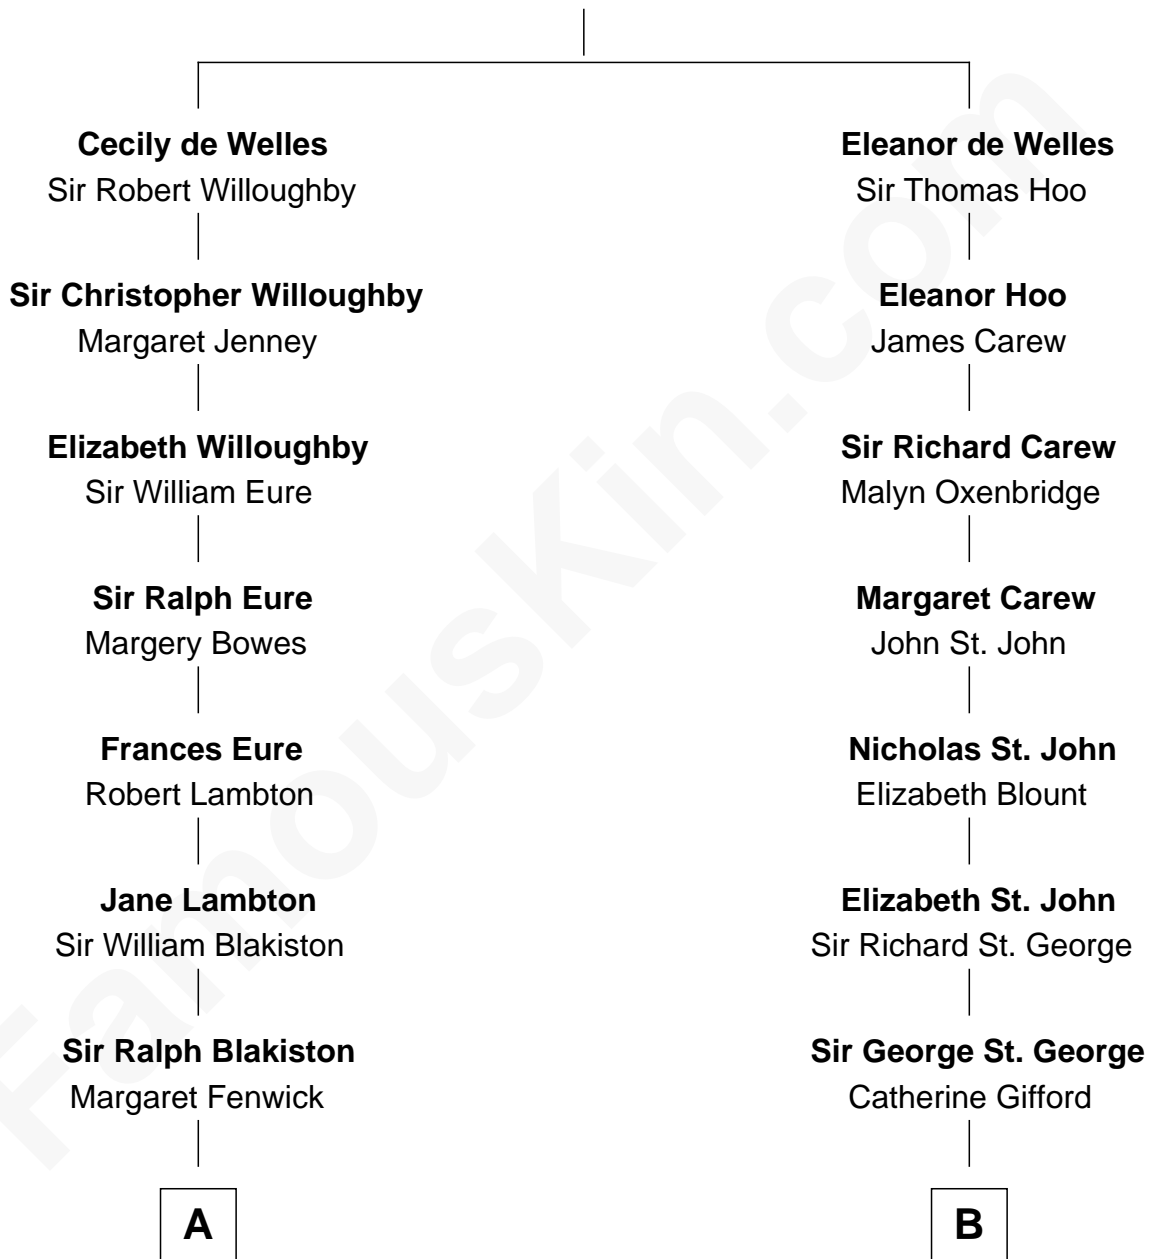 Cecily de Welles
Sir Robert Willoughby
Sir Christopher Willoughby
Margaret Jenney
Elizabeth Willoughby
Sir William Eure
Sir Ralph Eure
Margery Bowes
Frances Eure
Robert Lambton
Jane Lambton
Sir William Blakiston
Sir Ralph Blakiston
Margaret Fenwick
A
Eleanor de Welles
Sir Thomas Hoo
Eleanor Hoo
James Carew
Sir Richard Carew
Malyn Oxenbridge
Margaret Carew
John St. John
Nicholas St. John
Elizabeth Blount
Elizabeth St. John
Sir Richard St. George
Sir George St. George
Catherine Gifford
B
FamousKin.com